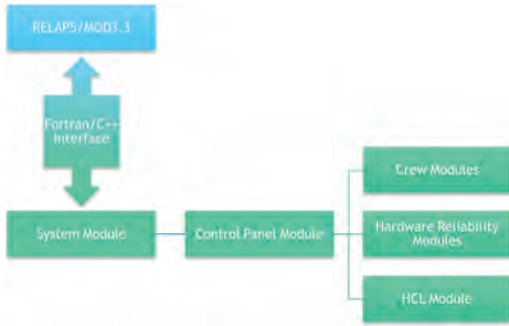 RELAP5/MOD3.3
Fortran/C++
Interface
System Module
Control Panel Module
Crew Modules
Hardware Reliability
Modules
HCL Module